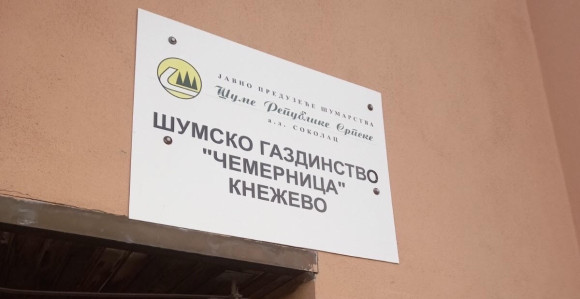 ЈАВНО ПРЕДУЗЕЋЕ ШУМАРСТВА
Шуме Републике Српске
а.д. СОКОЛАЦ
ШУМСКО ГАЗДИНСТВО
"ЧЕМЕРНИЦА"
КНЕЖЕВО